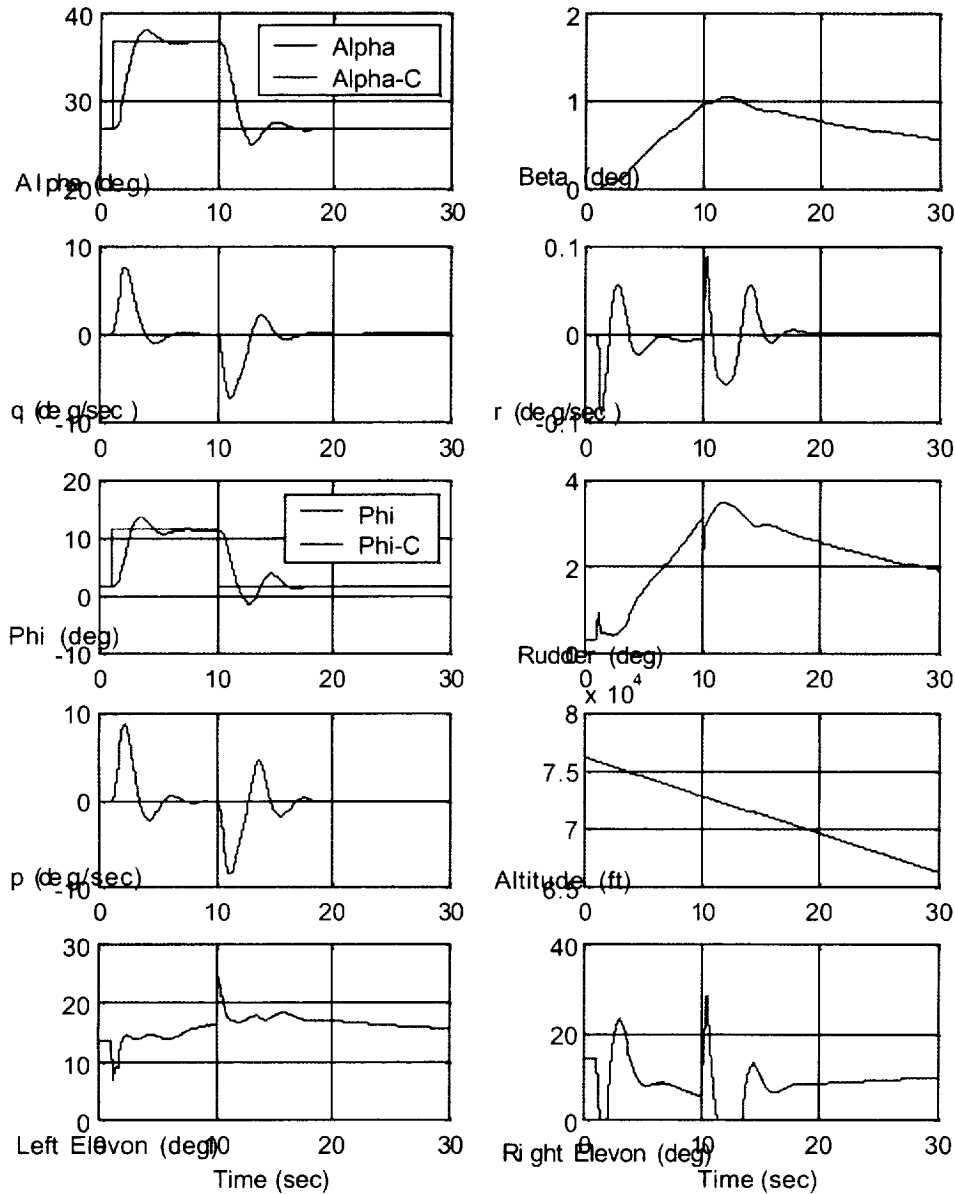 40
30
20
Alpha
Alpha-C
Alpha (deg)
0 10 20 30
2
1
0
Beta (deg)
0 10 20 30
10
0
-10
q (deg/sec)
0 10 20 30
0.1
0
-0.1
r (deg/sec)
0 10 20 30
20
10
0
-10
Phi
Phi-C
Phi (deg)
0 10 20 30
4
2
0
Rudder (deg)
0 10 20 30
x 10^4
10
0
-10
p (deg/sec)
0 10 20 30
8
7.5
7
6.5
Altitude (ft)
0 10 20 30
30
20
10
0
Left Elevon (deg)
0 10 20 30
Time (sec)
40
20
0
Right Elevon (deg)
0 10 20 30
Time (sec)